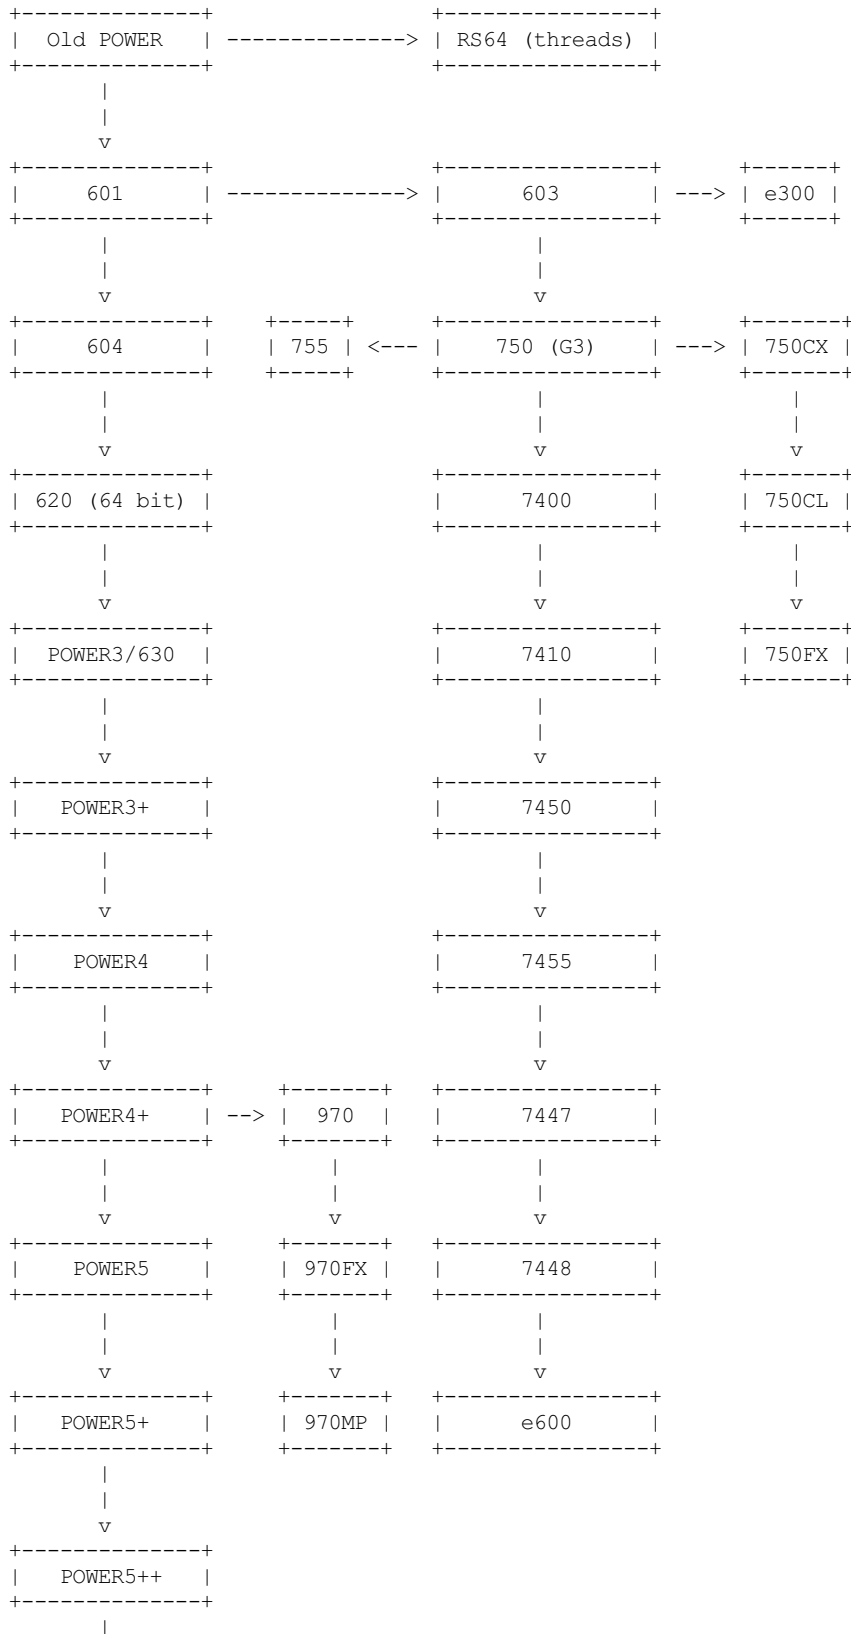 Old POWER RS64 (threads)
601 603 e300
604 755 750 (G3) 750CX
620 (64 bit) 7400 750CL
POWER3/630 7410 750FX
POWER3+ 7450
POWER4 7455
POWER4+ 970 7447
POWER5 970FX 7448
POWER5+ 970MP e600
POWER5++